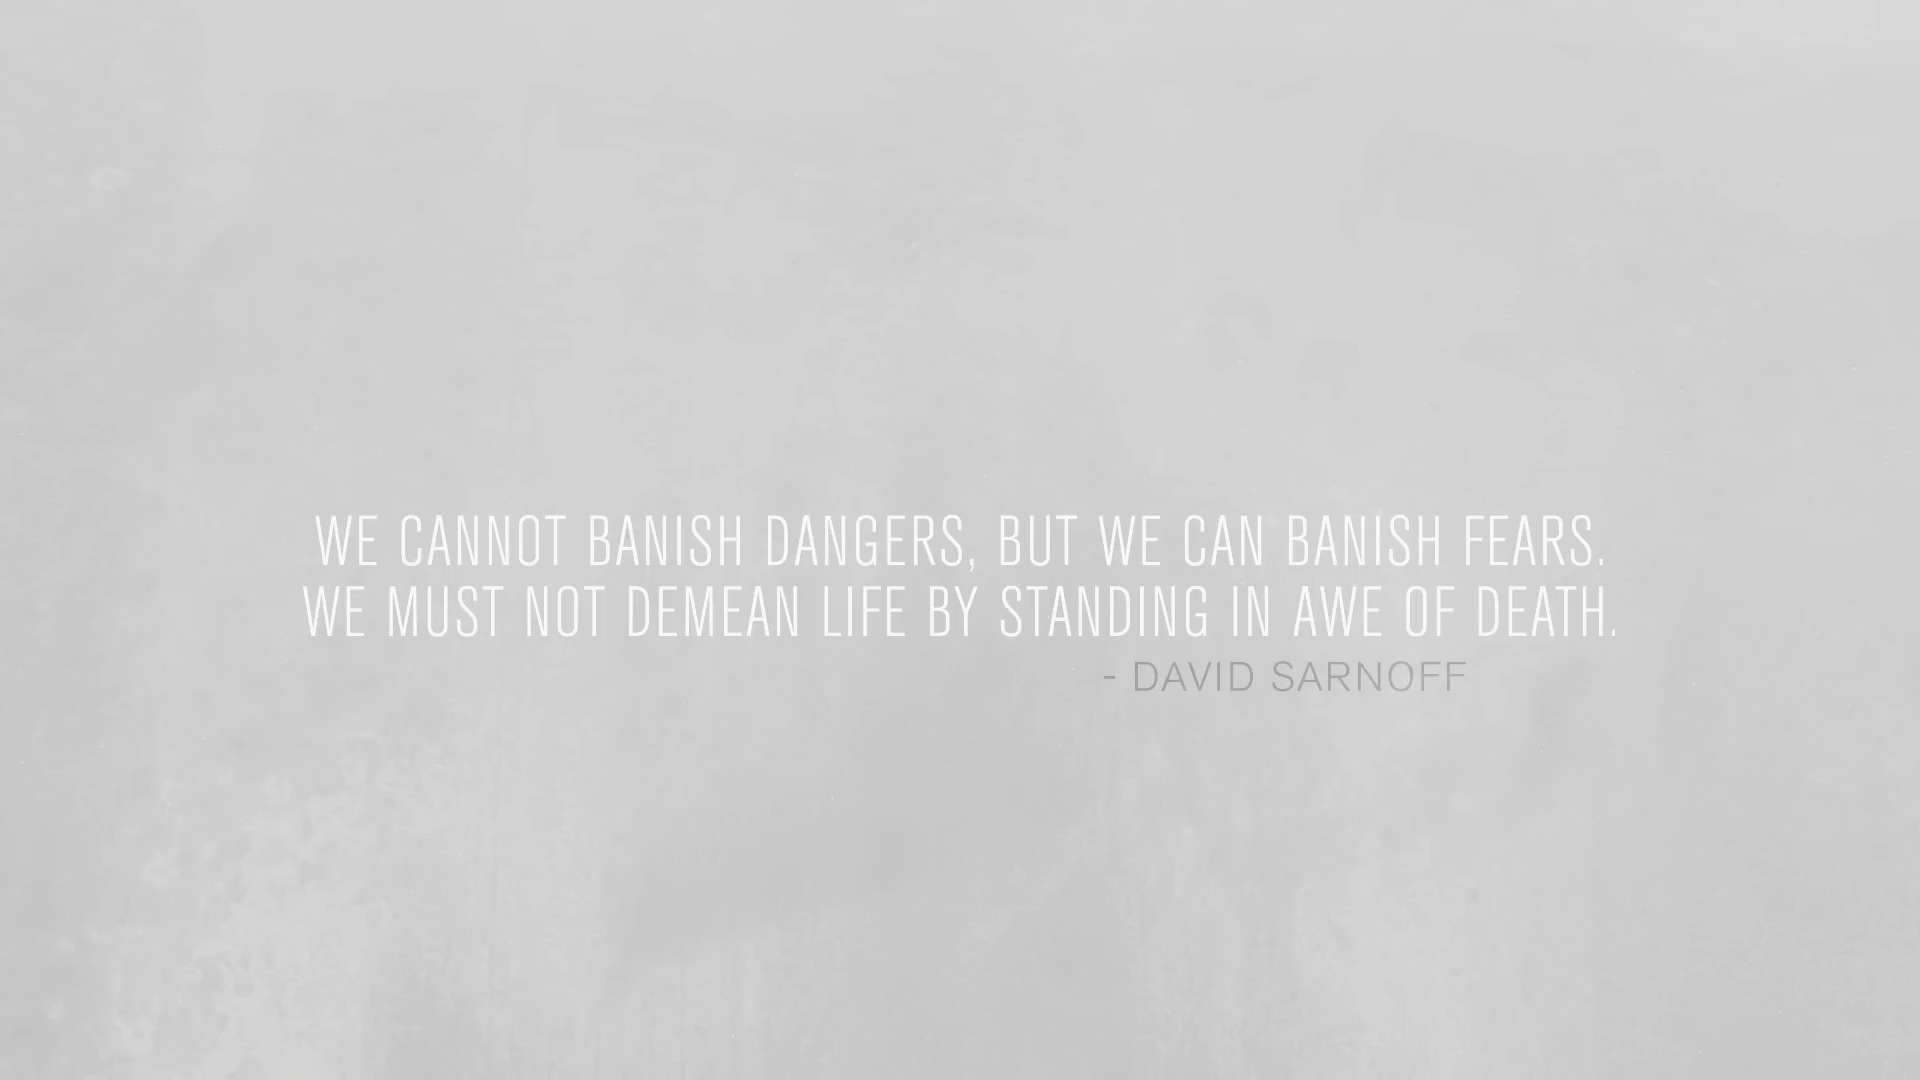 WE CANNOT BANISH DANGERS, BUT WE CAN BANISH FEARS.
WE MUST NOT DEMEAN LIFE BY STANDING IN AWE OF DEATH.
- DAVID SARNOFF